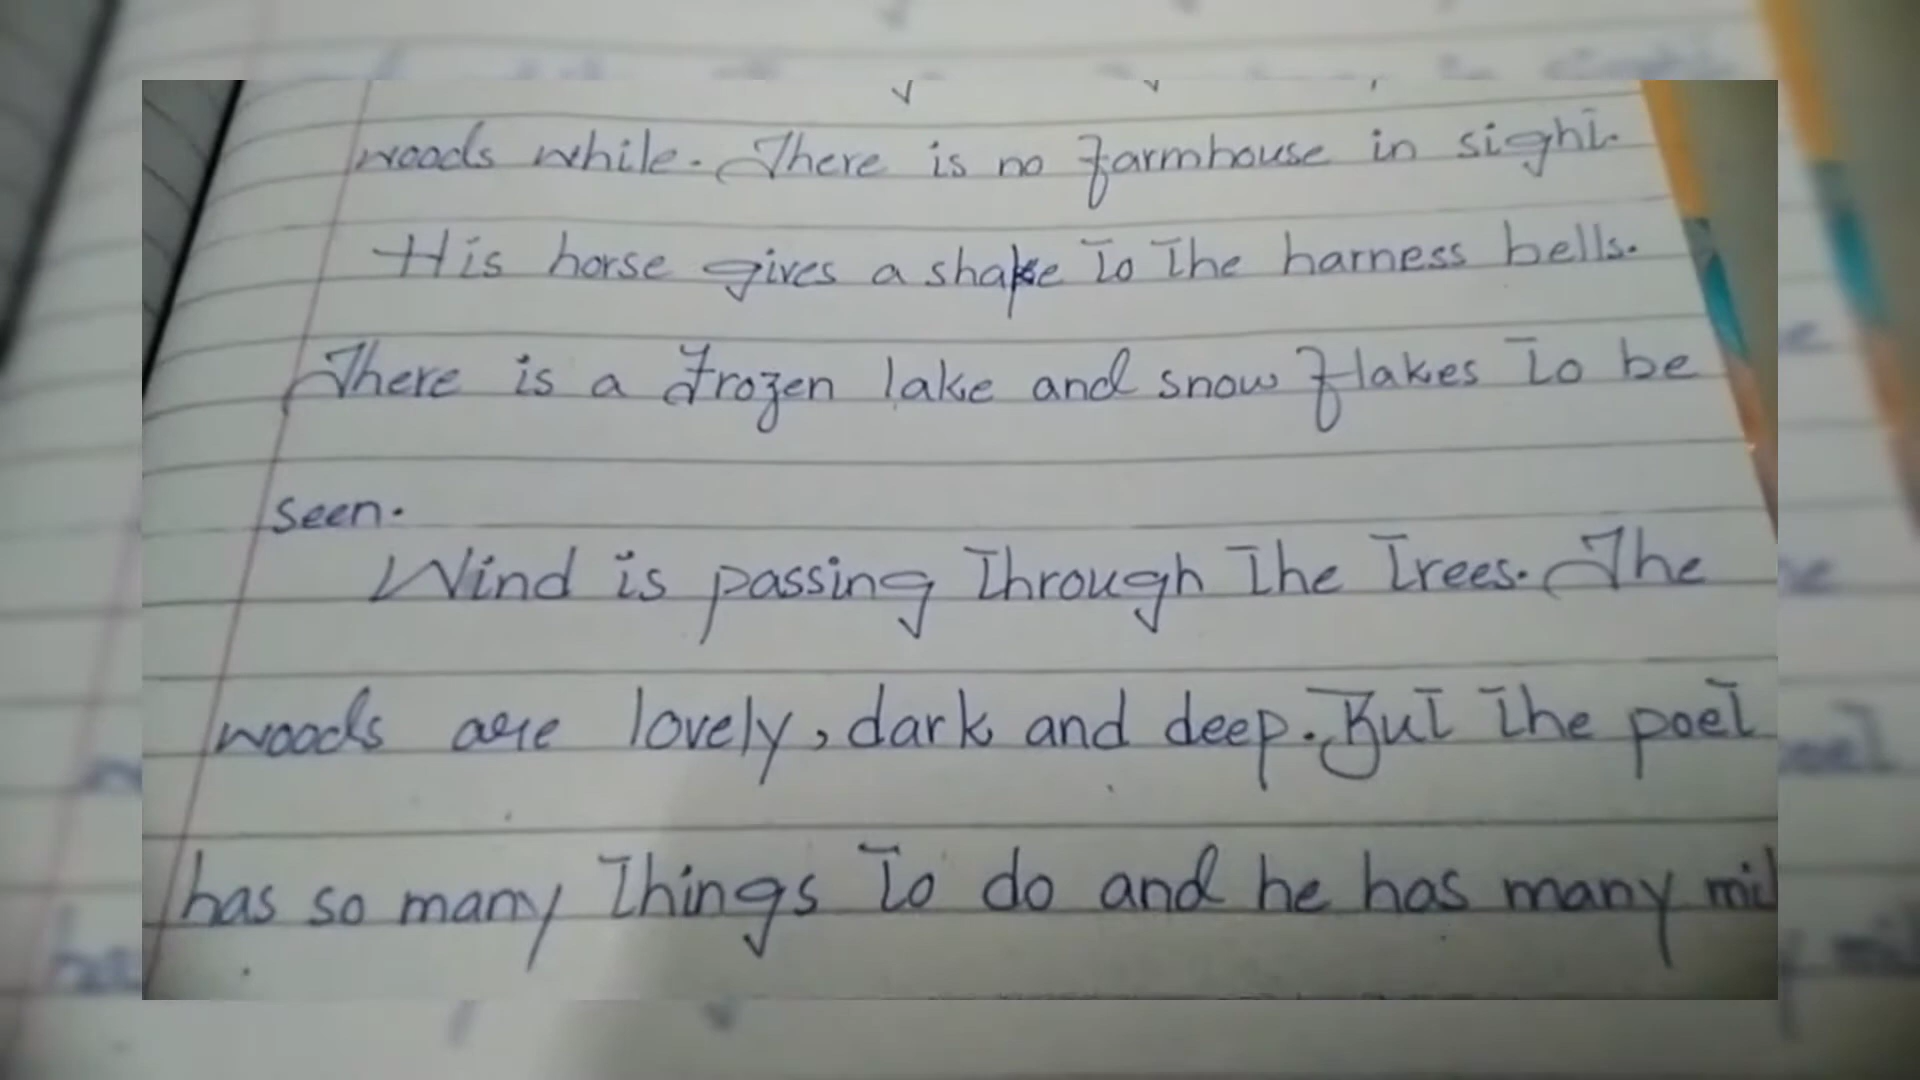 woods while. There is no farmhouse in sight.
His horse gives a shake to the harness bells.
There is a frozen lake and snow flakes to be
seen.
Wind is passing through the trees. The
woods are lovely, dark and deep. But the poet
has so many things to do and he has many mil